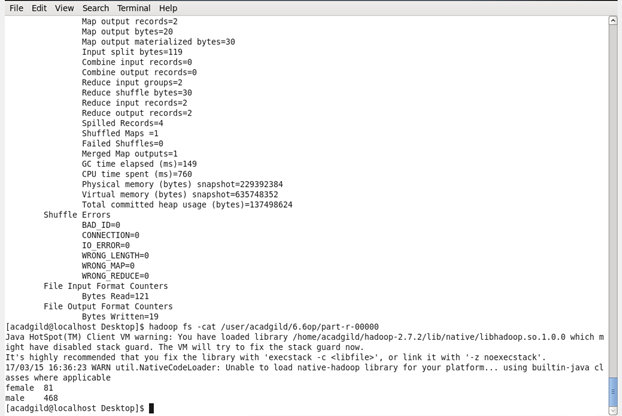 File Edit View Search Terminal Help
Map output records=2
Map output bytes=20
Map output materialized bytes=30
Input split bytes=119
Combine input records=0
Combine output records=0
Reduce input groups=2
Reduce shuffle bytes=30
Reduce input records=2
Reduce output records=2
Spilled Records=4
Shuffled Maps =1
Failed Shuffles=0
Merged Map outputs=1
GC time elapsed (ms)=149
CPU time spent (ms)=760
Physical memory (bytes) snapshot=229392384
Virtual memory (bytes) snapshot=635748352
Total committed heap usage (bytes)=137498624
Shuffle Errors
BAD_ID=0
CONNECTION=0
IO_ERROR=0
WRONG_LENGTH=0
WRONG_MAP=0
WRONG_REDUCE=0
File Input Format Counters
Bytes Read=121
File Output Format Counters
Bytes Written=19
[acadgild@localhost Desktop]$ hadoop fs -cat /user/acadgild/6.6op/part-r-00000
Java HotSpot(TM) Client VM warning: You have loaded library /home/acadgild/hadoop-2.7.2/lib/native/libhadoop.so.1.0.0 which m
ight have disabled stack guard. The VM will try to fix the stack guard now.
It's highly recommended that you fix the library with 'execstack -c <libfile>', or link it with '-z noexecstack'.
17/03/15 16:36:23 WARN util.NativeCodeLoader: Unable to load native-hadoop library for your platform... using builtin-java cl
asses where applicable
female 81
male 468
[acadgild@localhost Desktop]$